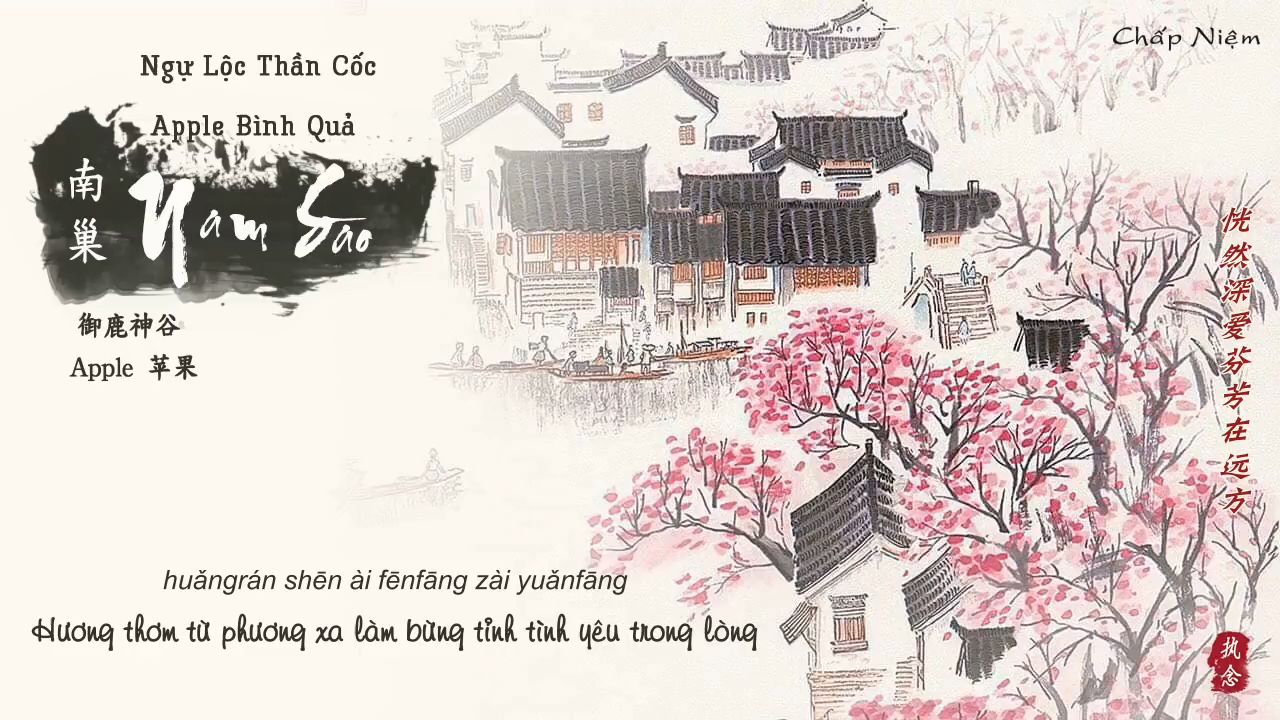 Chấp Niệm
Ngự Lộc Thần Cốc
Apple Bình Quả
南巢
Nam Sào
御鹿神谷
Apple 苹果
恍然深爱芬芳在远方
huǎngrán shēn ài fēnfāng zài yuǎnfāng
Hương thơm từ phương xa làm bừng tỉnh tình yêu trong lòng
执念